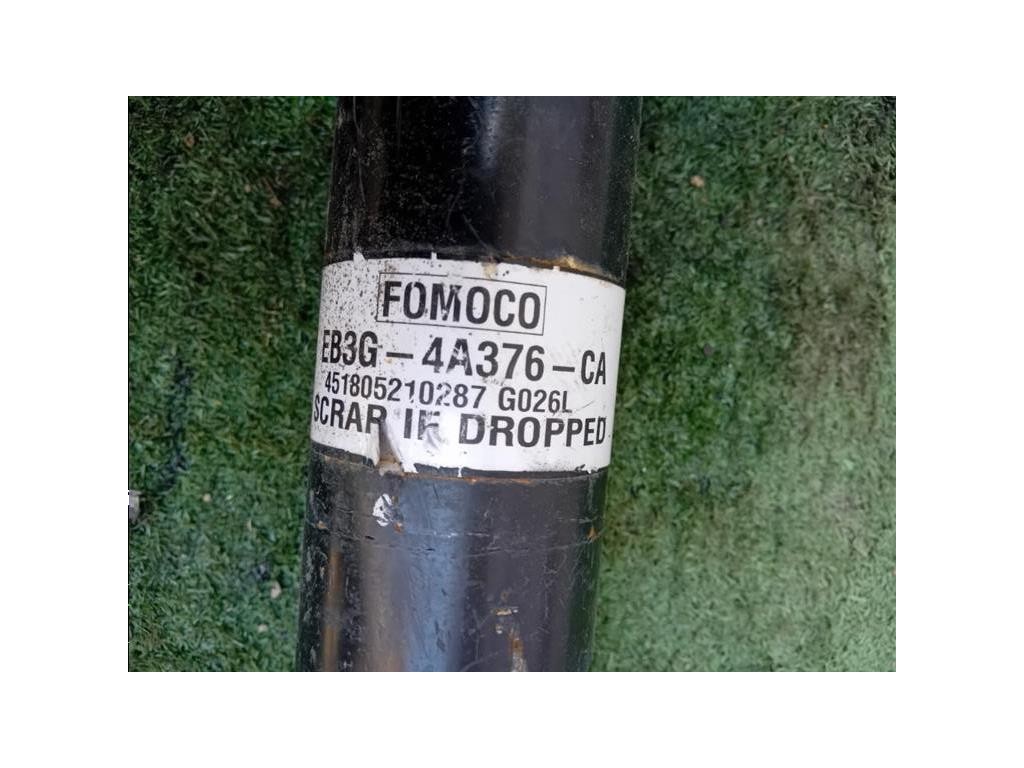 FOMOCO
EB3G-4A376-CA
451805210287 G026L
SCRAP IF DROPPED